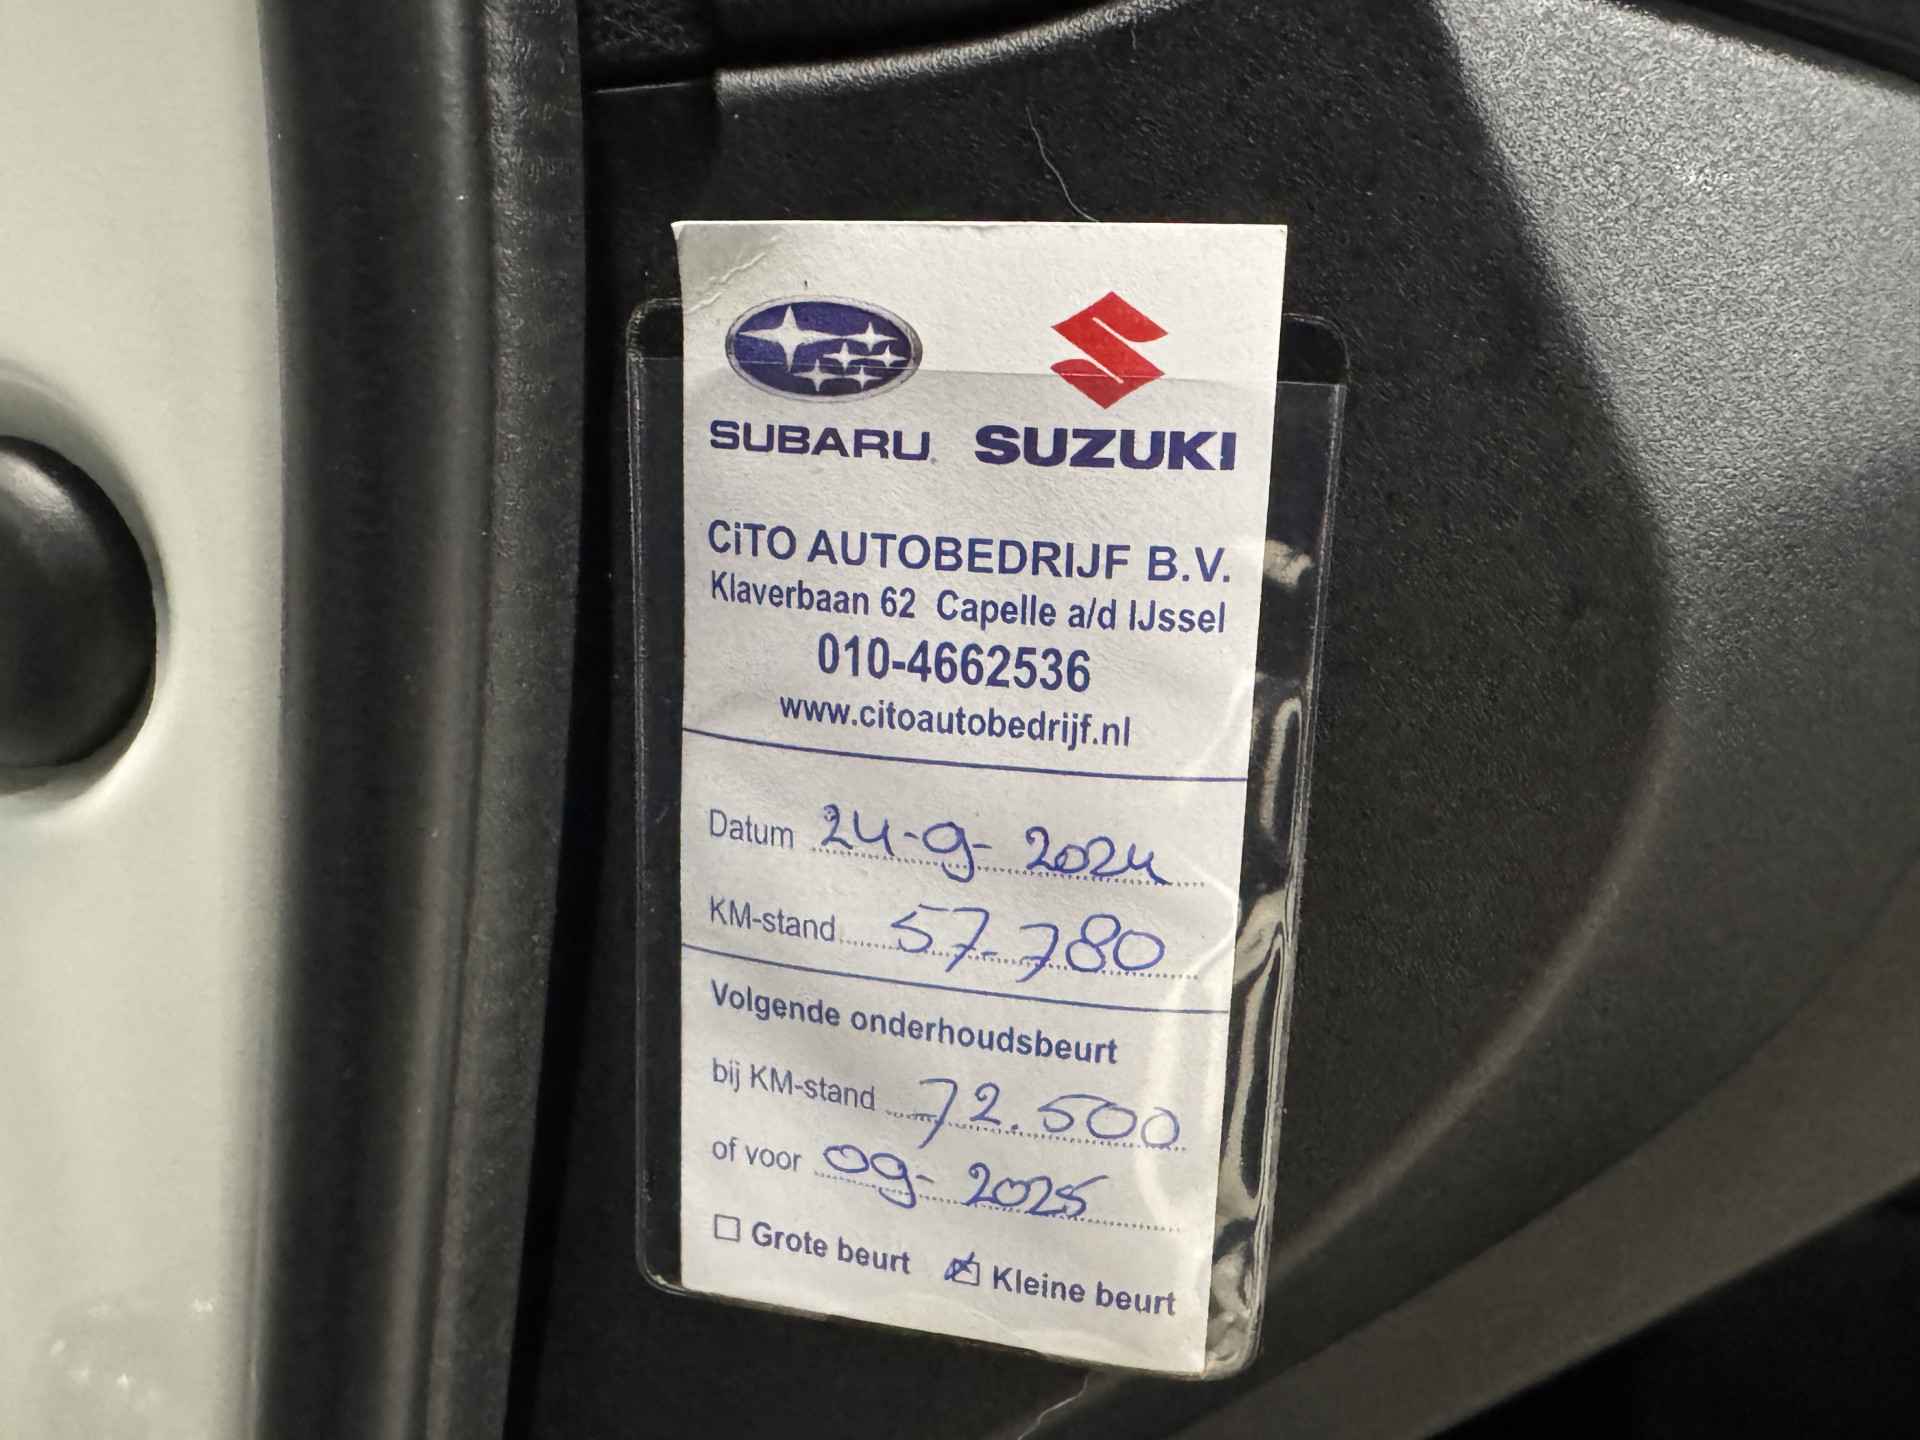 SUBARU SUZUKI
CiTO AUTOBEDRIJF B.V.
Klaverbaan 62 Capelle a/d IJssel
010-4662536
www.citoautobedrijf.nl
Datum 24-9-2024
KM-stand 57-780
Volgende onderhoudsbeurt
bij KM-stand 72.500
of voor 09-2025
Grote beurt Kleine beurt